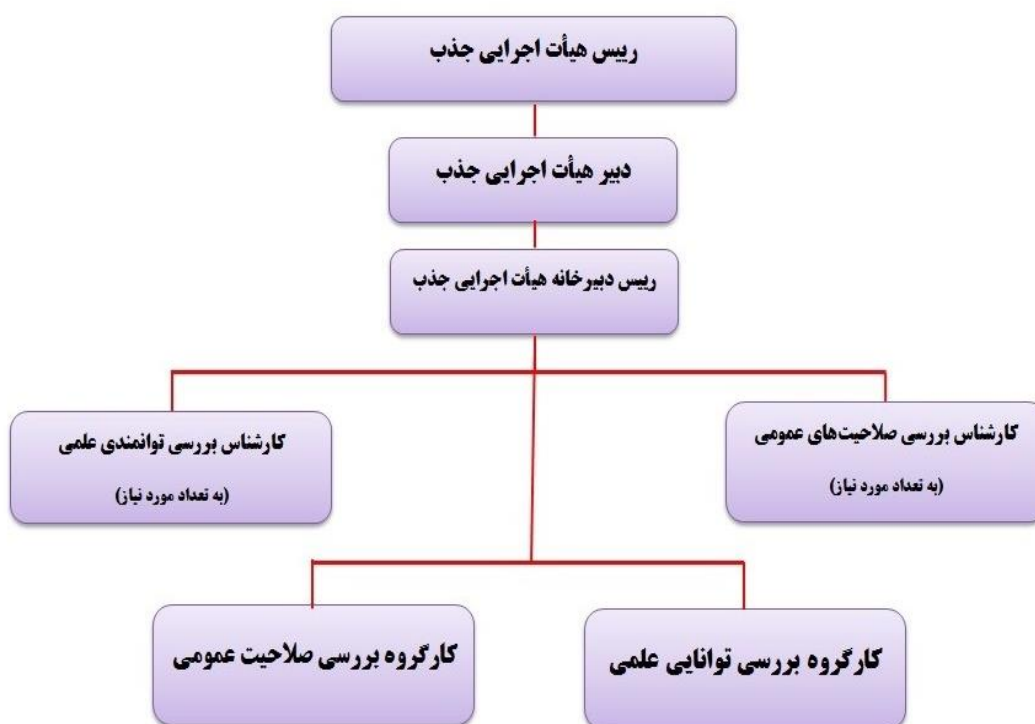 رییس هیأت اجرایی جذب
دبیر هیأت اجرایی جذب
رییس دبیرخانه هیأت اجرایی جذب
کارشناس بررسی صلاحیت‌های عمومی
(به تعداد مورد نیاز)
کارشناس بررسی توانمندی علمی
(به تعداد مورد نیاز)
کارگروه بررسی توانایی علمی
کارگروه بررسی صلاحیت عمومی